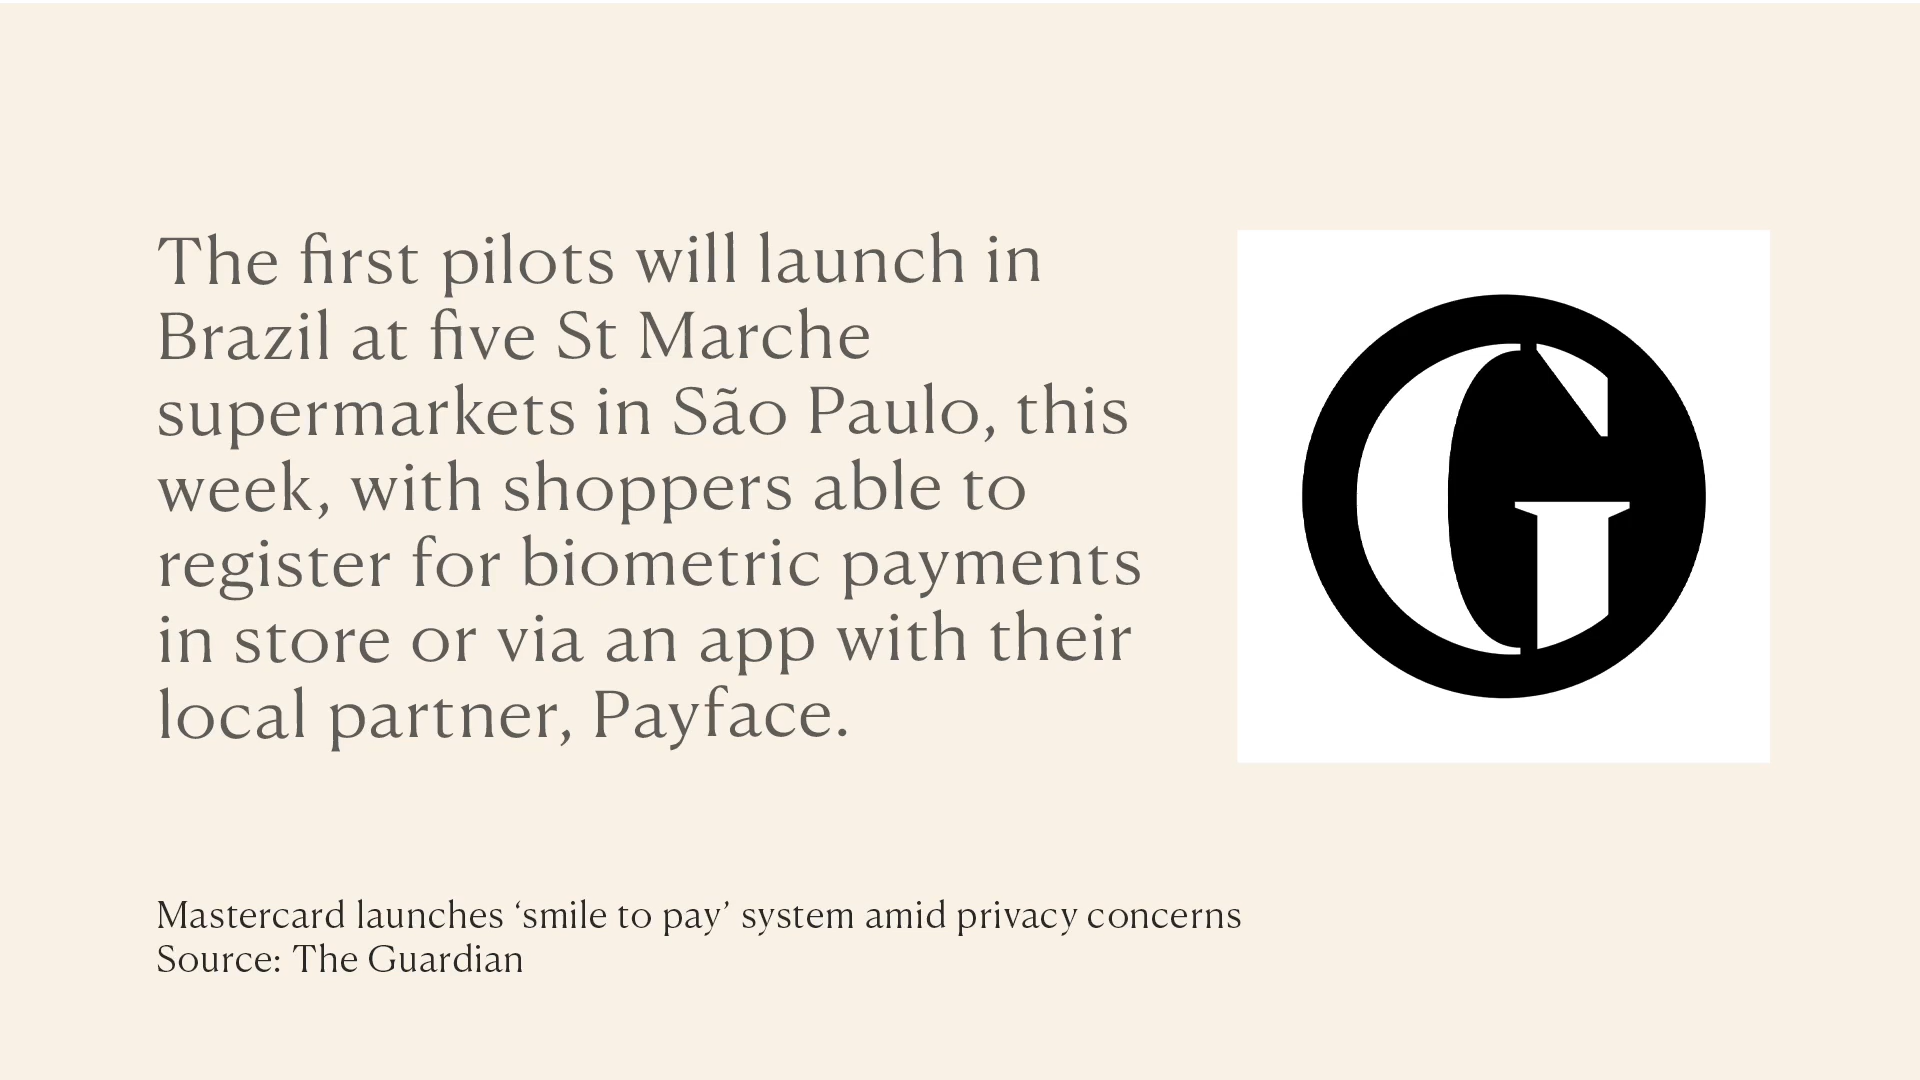 The first pilots will launch in
Brazil at five St Marche
supermarkets in São Paulo, this
week, with shoppers able to
register for biometric payments
in store or via an app with their
local partner, Payface.
G
Mastercard launches ‘smile to pay’ system amid privacy concerns
Source: The Guardian